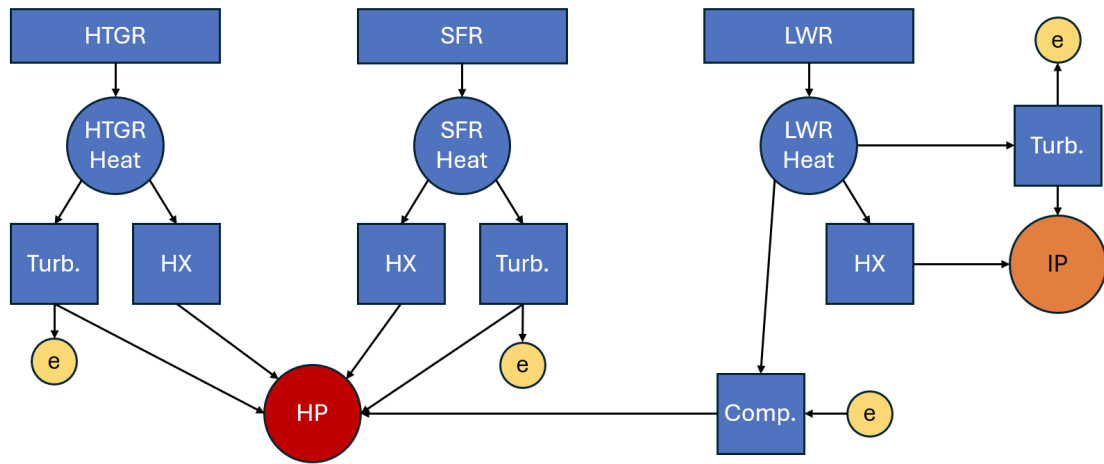 HTGR
SFR
LWR
e
HTGR
Heat
SFR
Heat
LWR
Heat
Turb.
Turb.
HX
HX
Turb.
HX
IP
e
e
HP
Comp.
e